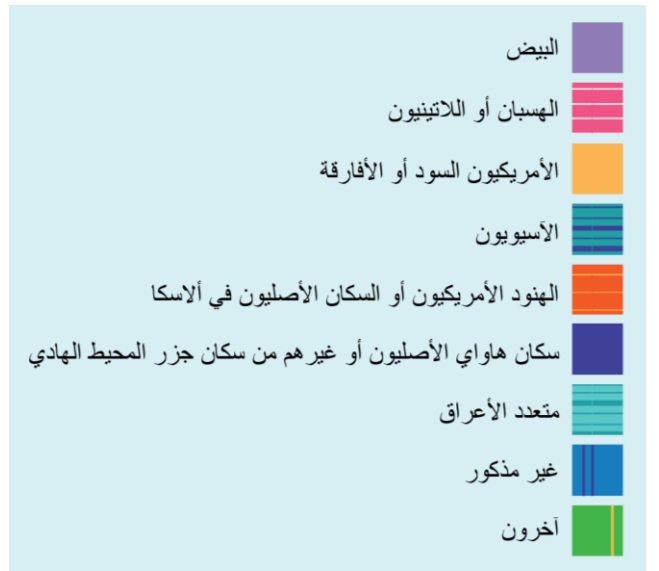 البيض
الهسبان أو اللاتينيون
الأمريكيون السود أو الأفارقة
الآسيويون
الهنود الأمريكيون أو السكان الأصليون في ألاسكا
سكان هاواي الأصليون أو غيرهم من سكان جزر المحيط الهادي
متعدد الأعراق
غير مذكور
آخرون